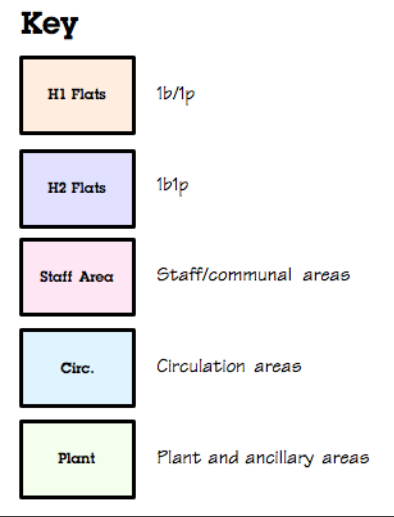 Key
H1 Flats 1b/1p
H2 Flats 1b1p
Staff Area Staff/communal areas
Circ. Circulation areas
Plant Plant and ancillary areas